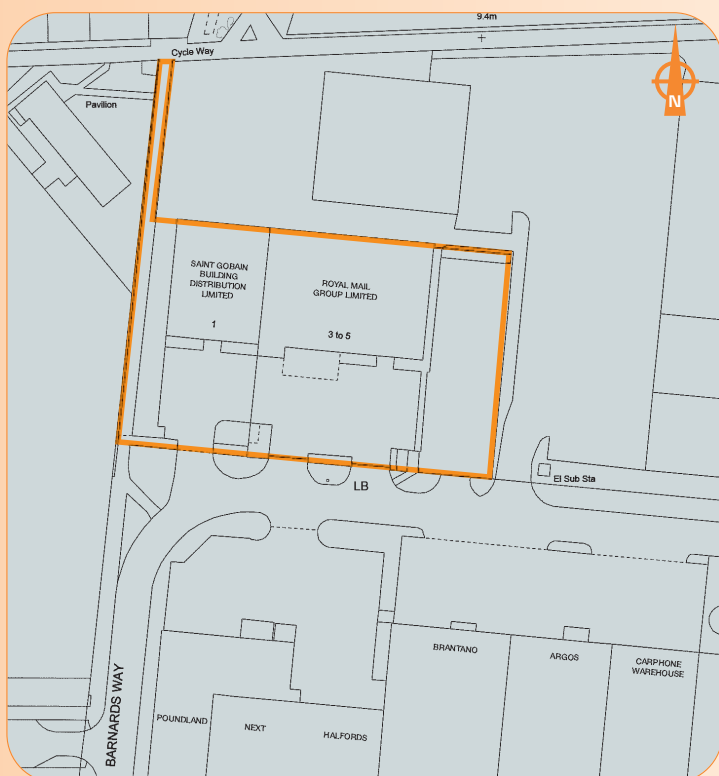 9.4m
Cycle Way
Pavilion
N
SAINT GOBAIN
BUILDING
DISTRIBUTION
LIMITED
1
ROYAL MAIL
GROUP LIMITED
3 to 5
El Sub Sta
LB
BARNARDS WAY
BRANTANO
ARGOS
CARPHONE
WAREHOUSE
POUNDLAND
NEXT
HALFORDS